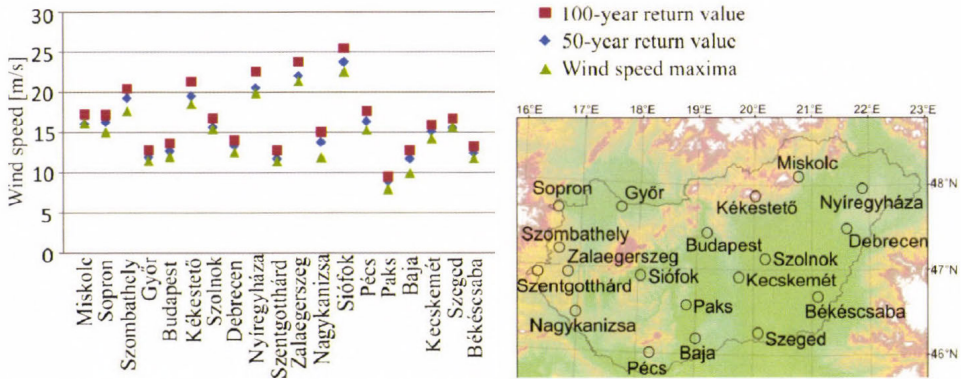 Wind speed [m/s]
30
25
20
15
10
5
0
Miskolc
Sopron
Szombathely
Győr
Budapest
Kékestető
Szolnok
Debrecen
Nyíregyháza
Szentgotthárd
Zalaegerszeg
Nagykanizsa
Siófok
Pécs
Paks
Baja
Kecskemét
Szeged
Békéscsaba
100-year return value
50-year return value
Wind speed maxima
16°E 17°E 18°E 19°E 20°E 21°E 22°E 23°E
48°N
47°N
46°N
Miskolc
Sopron
Győr
Kékestető
Nyíregyháza
Szombathely
Budapest
Debrecen
Zalaegerszeg
Szolnok
Szentgotthárd
Siófok
Kecskemét
Paks
Békéscsaba
Nagykanizsa
Szeged
Baja
Pécs